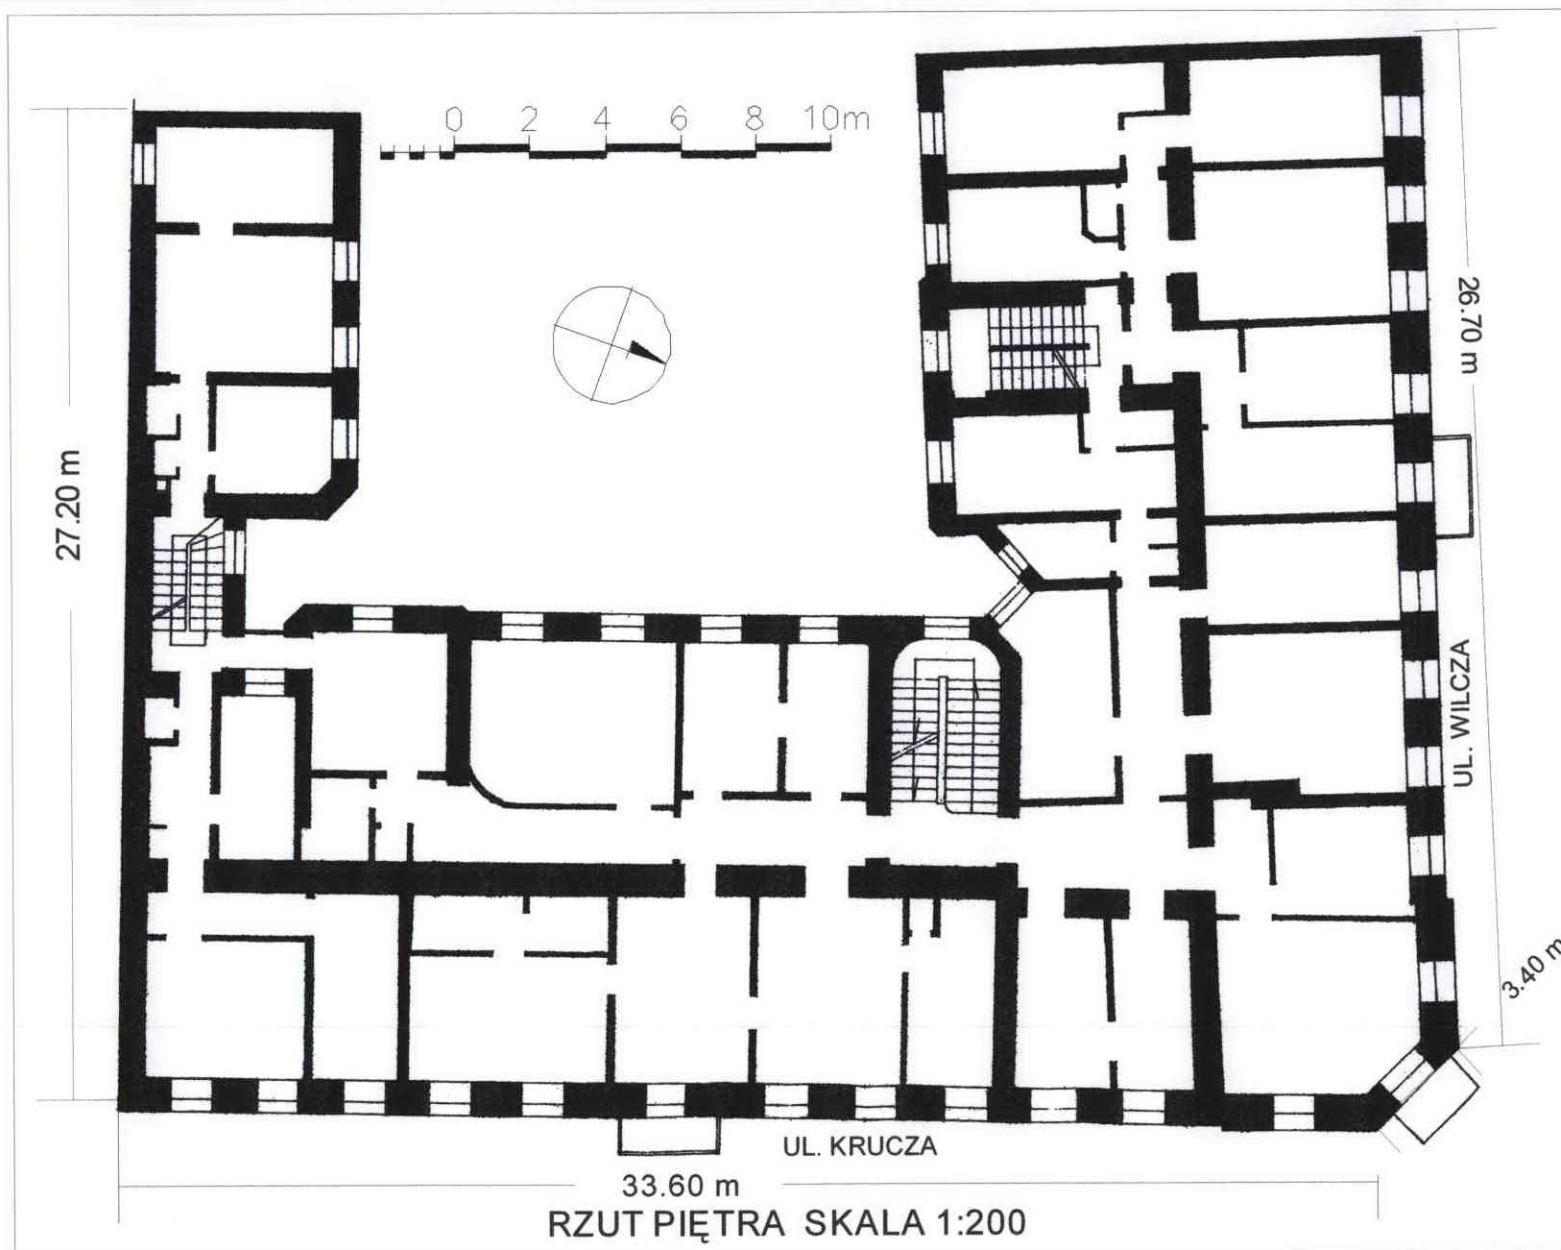 0 2 4 6 8 10m
26.70 m
27.20 m
UL. WILCZA
3.40 m
UL. KRUCZA
33.60 m
RZUT PIĘTRA SKALA 1:200